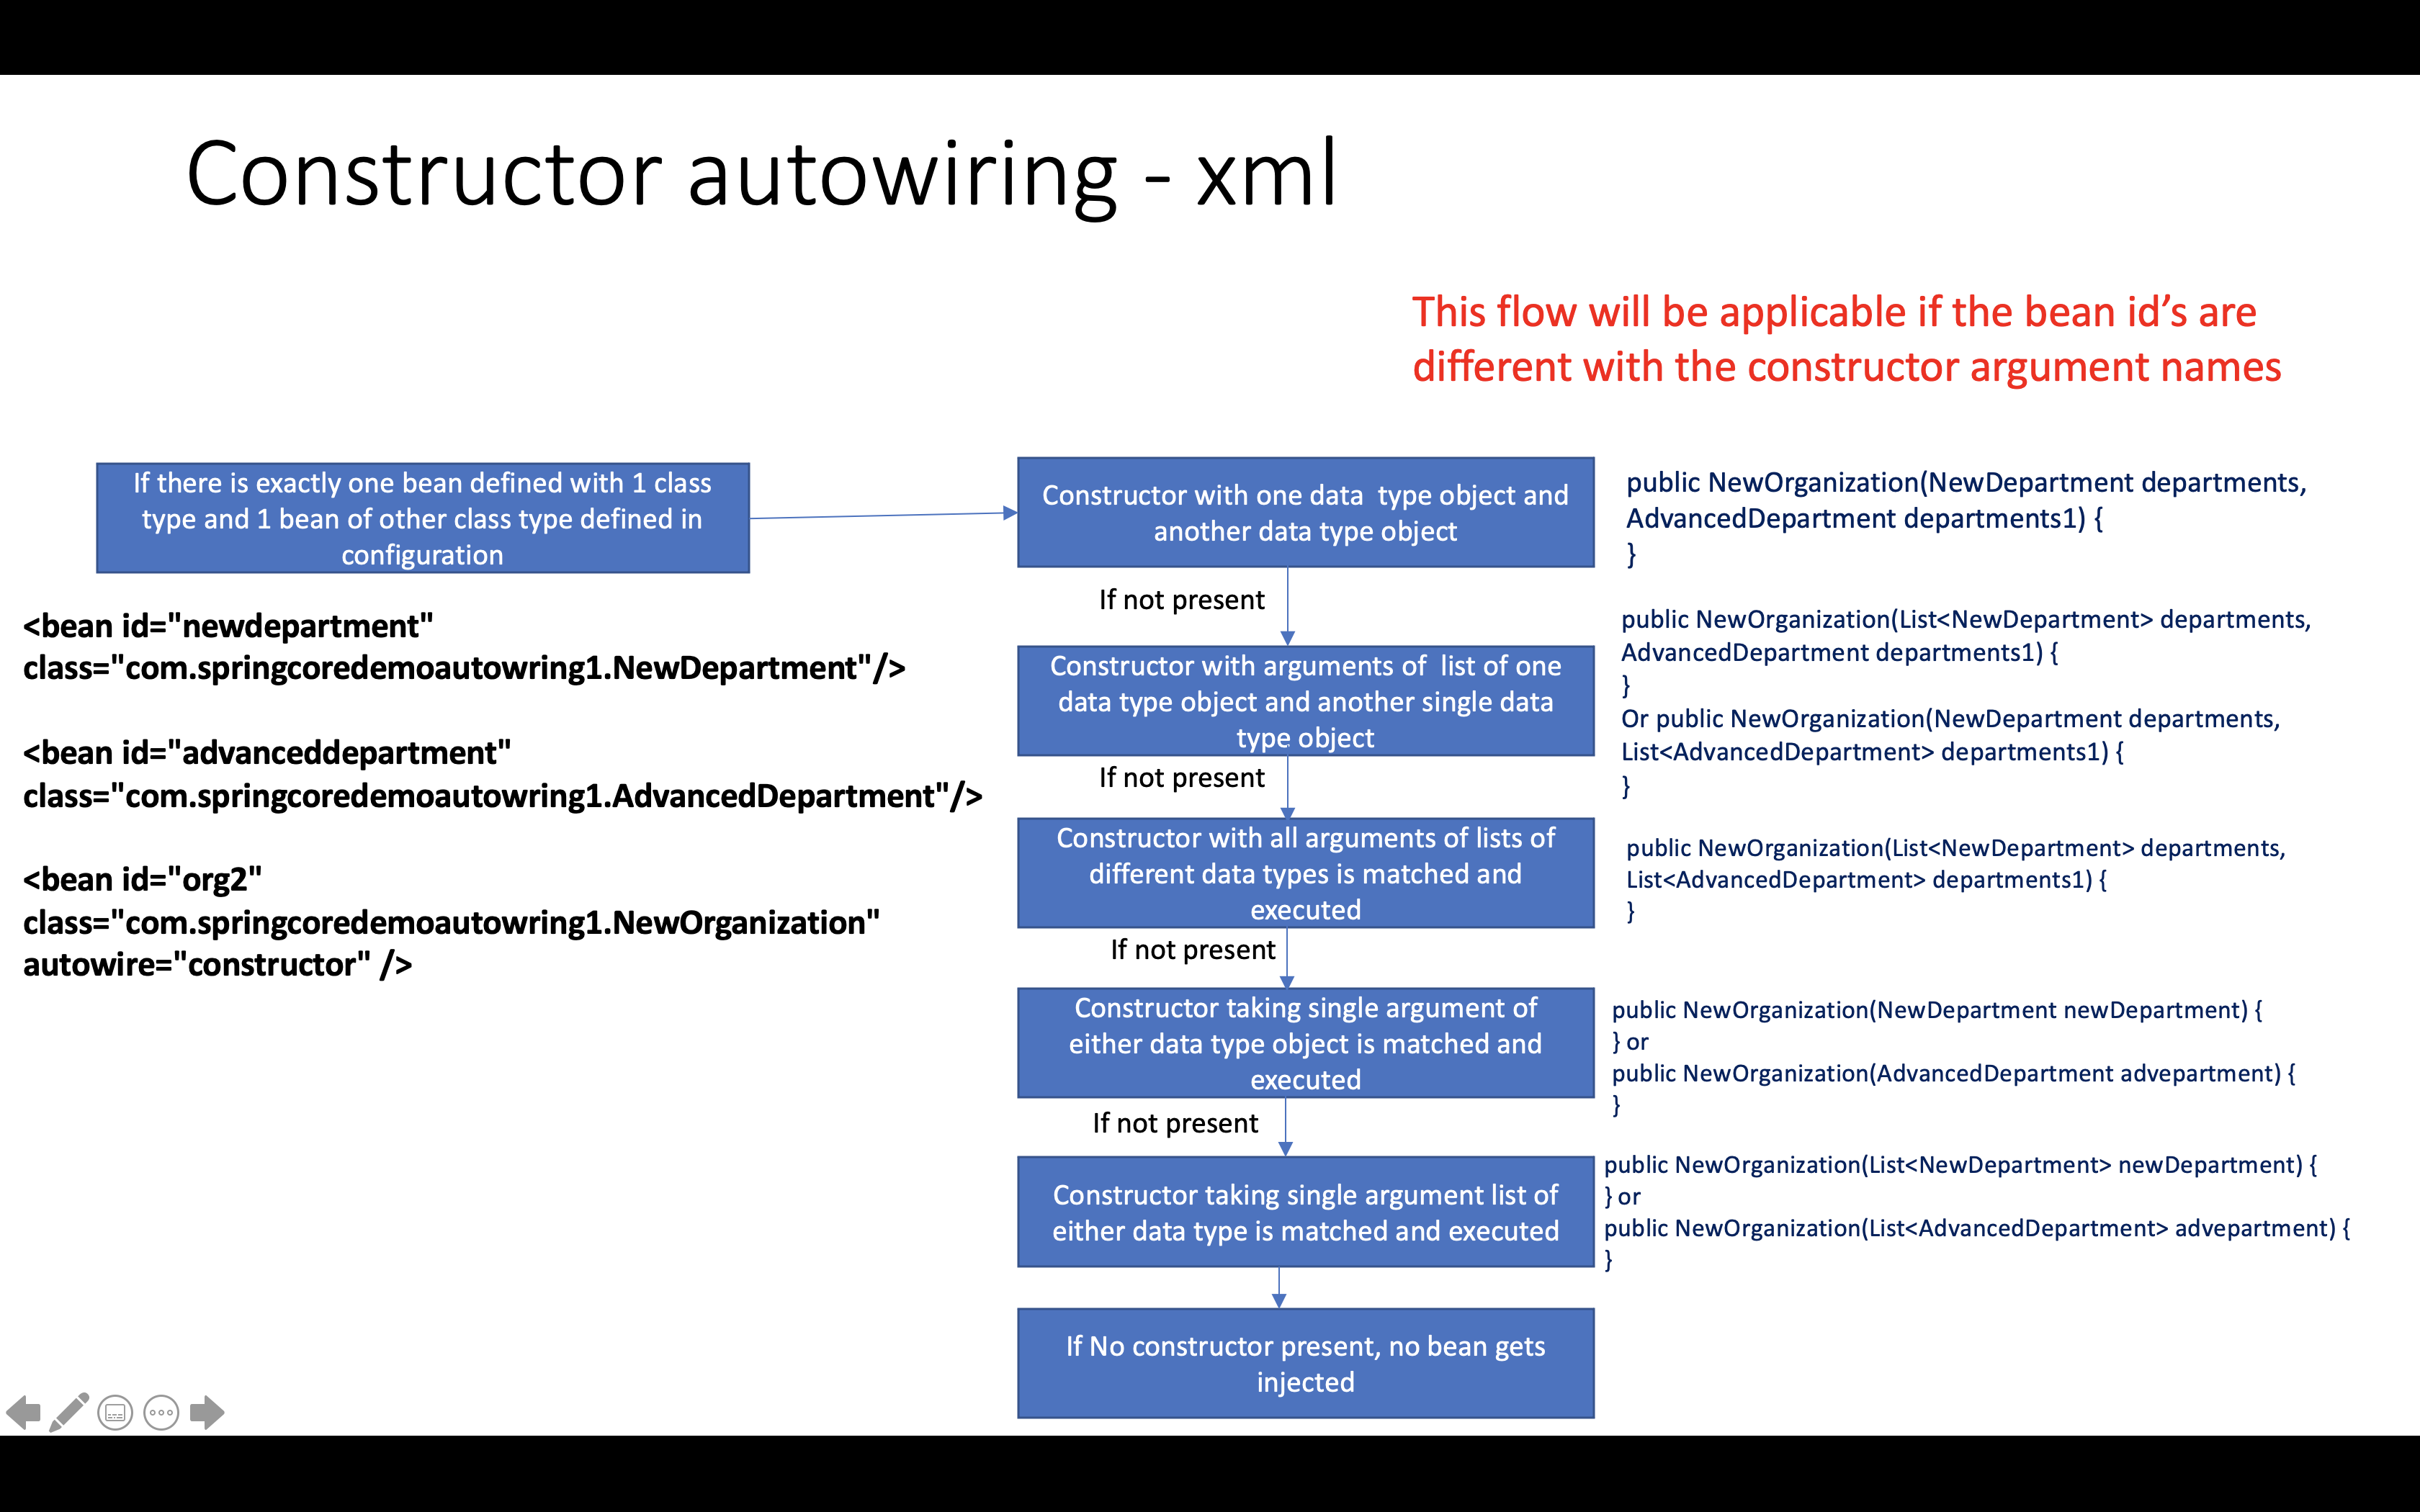 Constructor autowiring - xml
This flow will be applicable if the bean id’s are
different with the constructor argument names
If there is exactly one bean defined with 1 class
type and 1 bean of other class type defined in
configuration
<bean id="newdepartment"
class="com.springcoredemoautowring1.NewDepartment"/>
<bean id="advanceddepartment"
class="com.springcoredemoautowring1.AdvancedDepartment"/>
<bean id="org2"
class="com.springcoredemoautowring1.NewOrganization"
autowire="constructor" />
Constructor with one data  type object and
another data type object
public NewOrganization(NewDepartment departments,
AdvancedDepartment departments1) {
}
If not present
Constructor with arguments of  list of one
data type object and another single data
type object
public NewOrganization(List<NewDepartment> departments,
AdvancedDepartment departments1) {
}
Or public NewOrganization(NewDepartment departments,
List<AdvancedDepartment> departments1) {
}
If not present
Constructor with all arguments of lists of
different data types is matched and
executed
public NewOrganization(List<NewDepartment> departments,
List<AdvancedDepartment> departments1) {
}
If not present
Constructor taking single argument of
either data type object is matched and
executed
public NewOrganization(NewDepartment newDepartment) {
} or
public NewOrganization(AdvancedDepartment advepartment) {
}
If not present
Constructor taking single argument list of
either data type is matched and executed
public NewOrganization(List<NewDepartment> newDepartment) {
} or
public NewOrganization(List<AdvancedDepartment> advepartment) {
}
If No constructor present, no bean gets
injected